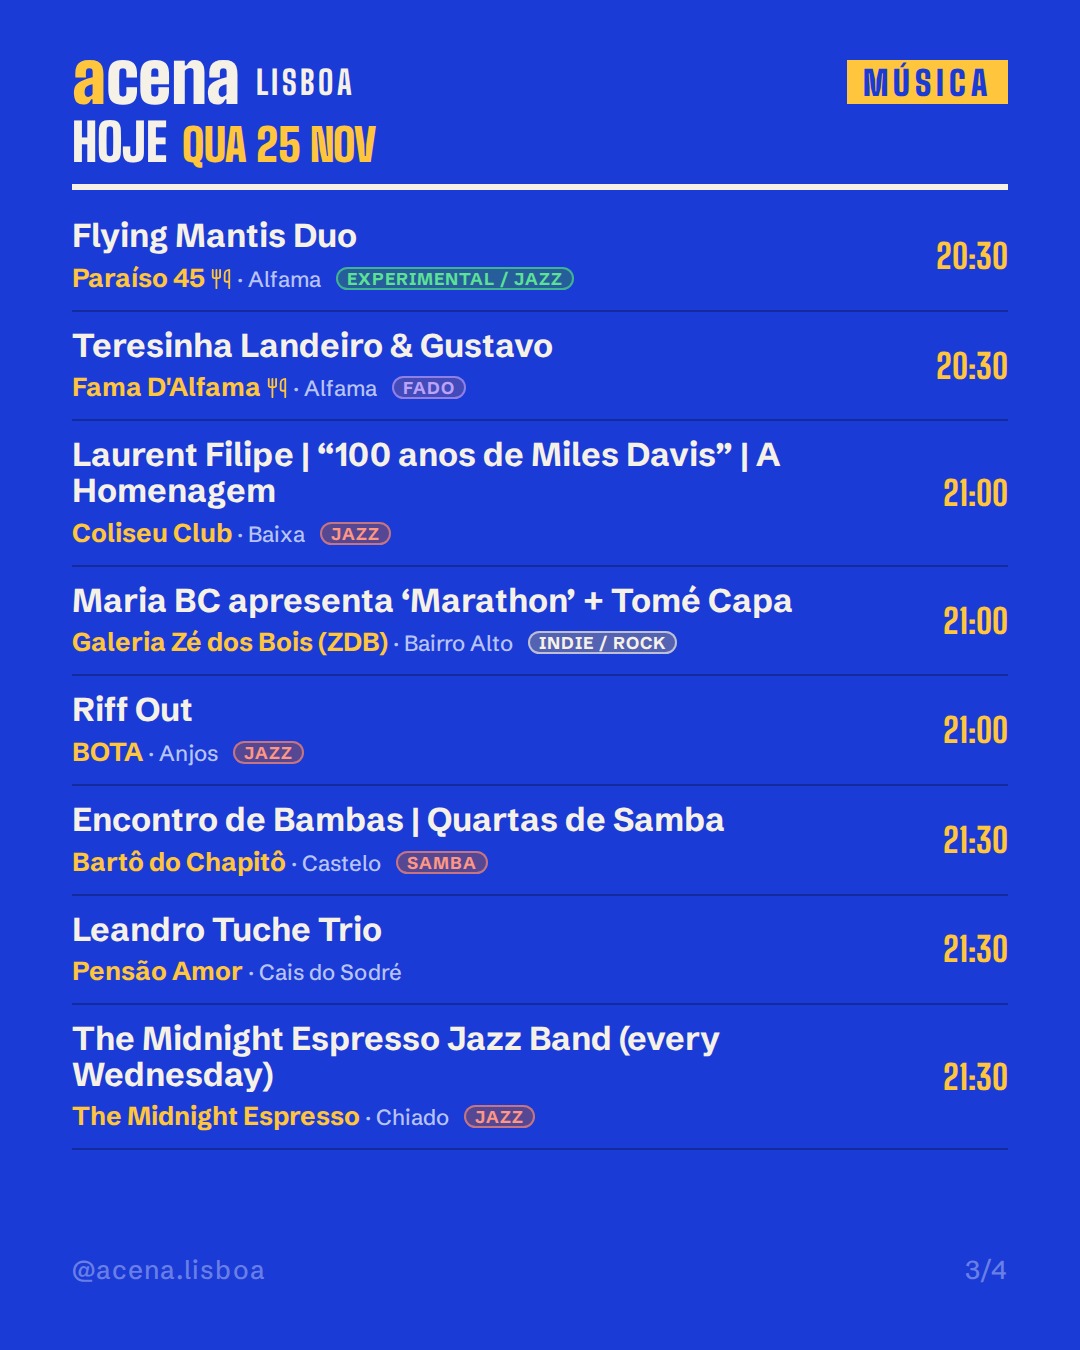 acena LISBOA
MÚSICA
HOJE QUA 25 NOV
Flying Mantis Duo
20:30
Paraíso 45 · Alfama EXPERIMENTAL / JAZZ
Teresinha Landeiro & Gustavo
20:30
Fama D'Alfama · Alfama FADO
Laurent Filipe | “100 anos de Miles Davis” | A
Homenagem
21:00
Coliseu Club · Baixa JAZZ
Maria BC apresenta ‘Marathon’ + Tomé Capa
21:00
Galeria Zé dos Bois (ZDB) · Bairro Alto INDIE / ROCK
Riff Out
21:00
BOTA · Anjos JAZZ
Encontro de Bambas | Quartas de Samba
21:30
Bartô do Chapitô · Castelo SAMBA
Leandro Tuche Trio
21:30
Pensão Amor · Cais do Sodré
The Midnight Espresso Jazz Band (every
Wednesday)
21:30
The Midnight Espresso · Chiado JAZZ
@acena.lisboa
3/4